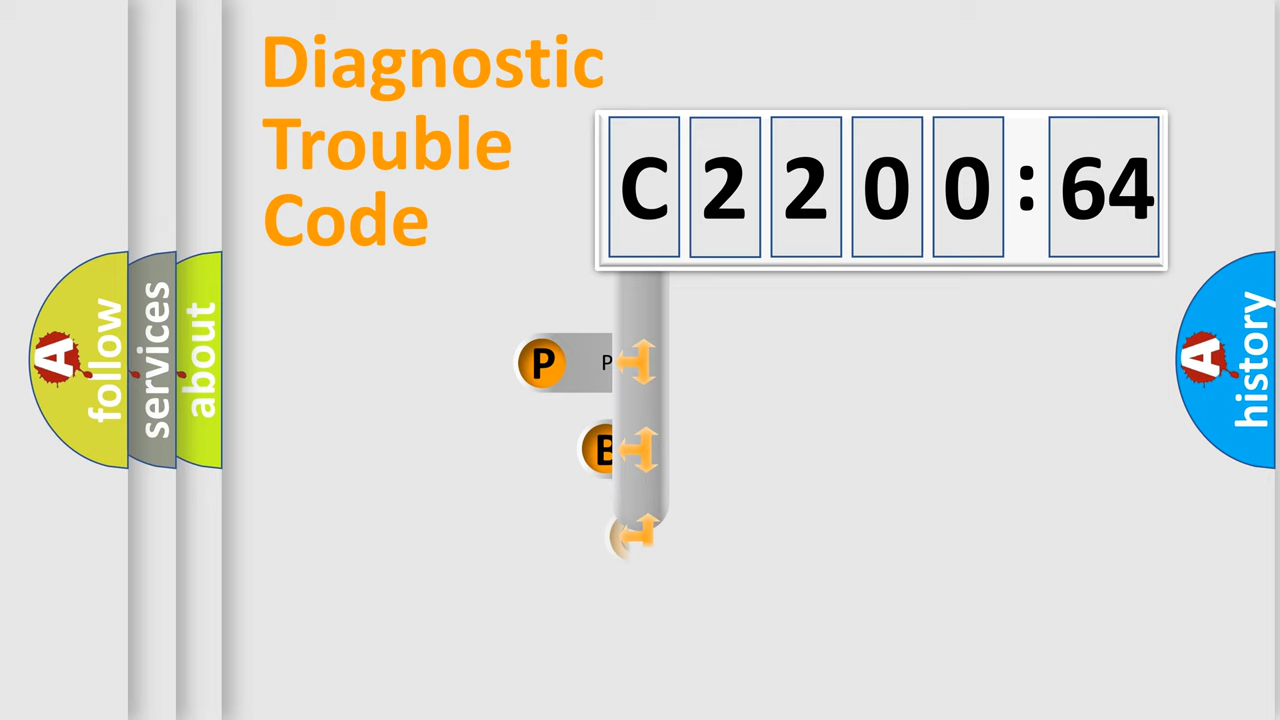 Diagnostic
Trouble
Code
C2200:64
P
P
B
A
follow
services
about
A
history